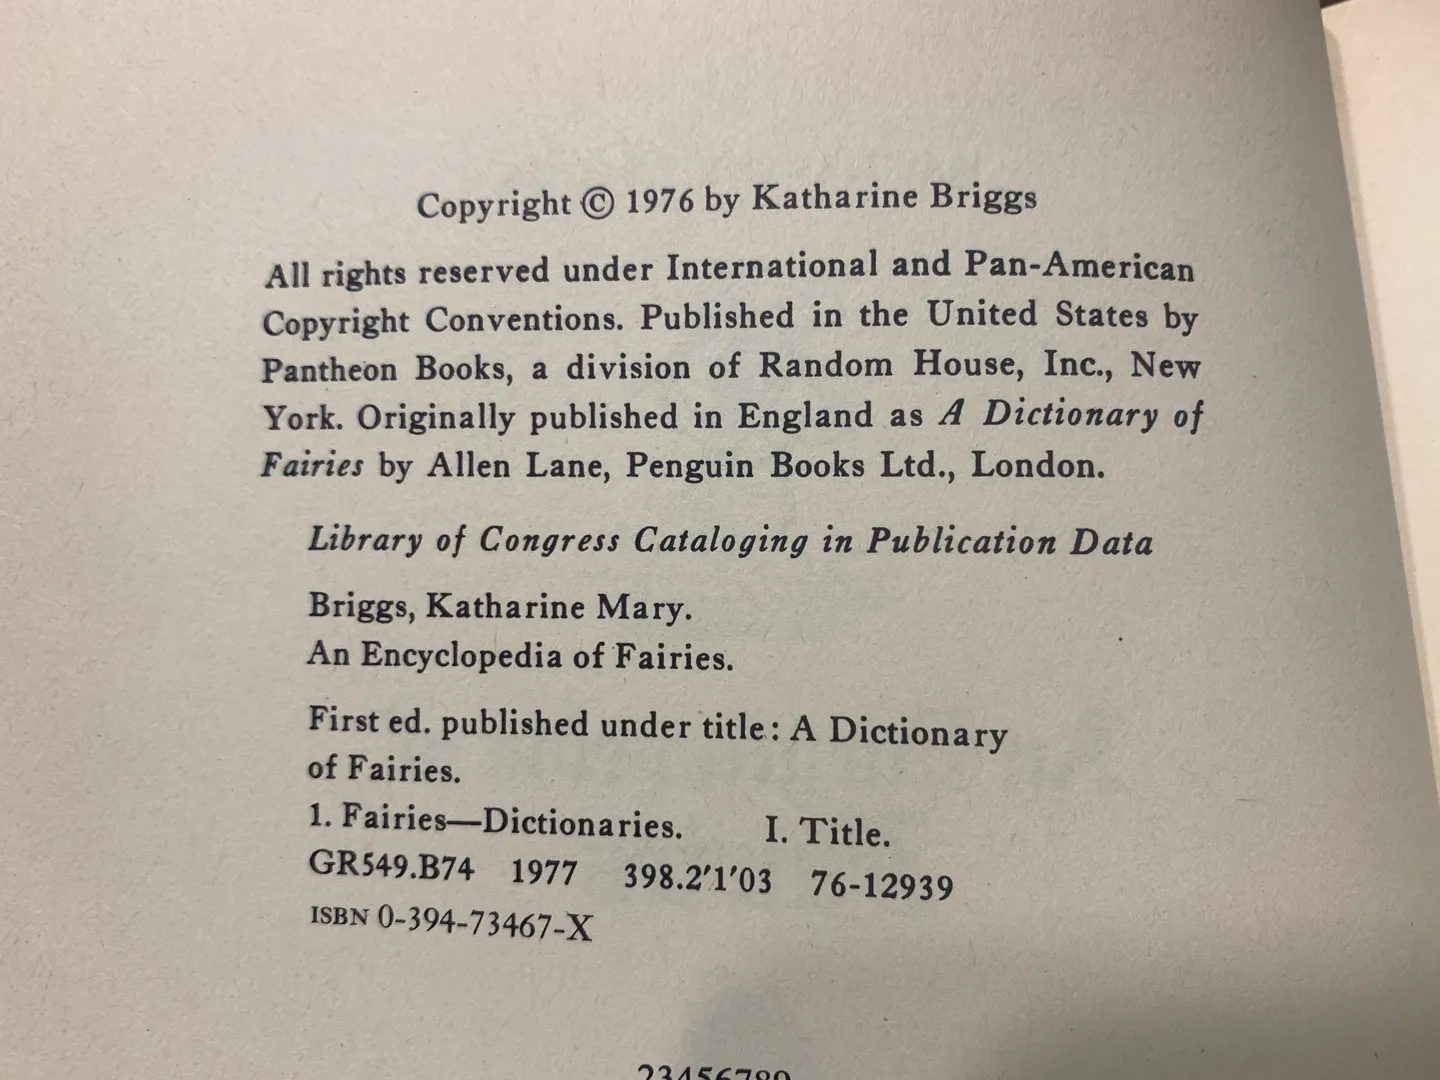 Copyright © 1976 by Katharine Briggs
All rights reserved under International and Pan-American
Copyright Conventions. Published in the United States by
Pantheon Books, a division of Random House, Inc., New
York. Originally published in England as A Dictionary of
Fairies by Allen Lane, Penguin Books Ltd., London.
Library of Congress Cataloging in Publication Data
Briggs, Katharine Mary.
An Encyclopedia of Fairies.
First ed. published under title: A Dictionary
of Fairies.
1. Fairies—Dictionaries. I. Title.
GR549.B74 1977 398.2′1′03 76-12939
ISBN 0-394-73467-X
23456789